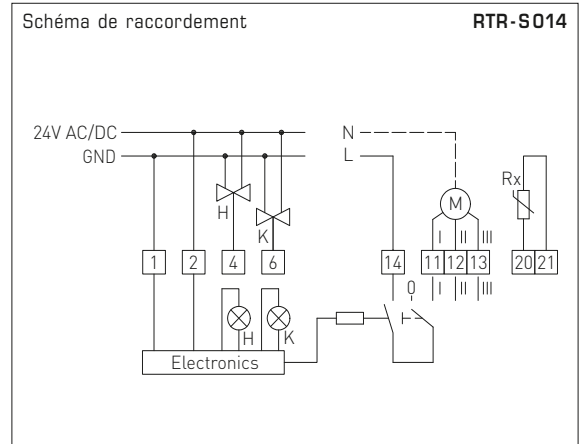 Schéma de raccordement RTR-S014
24V AC/DC N
GND L
H
K
Rx
M
I II III
1 2 4 6 14 11 12 13 20 21
0
I II III
H K
Electronics